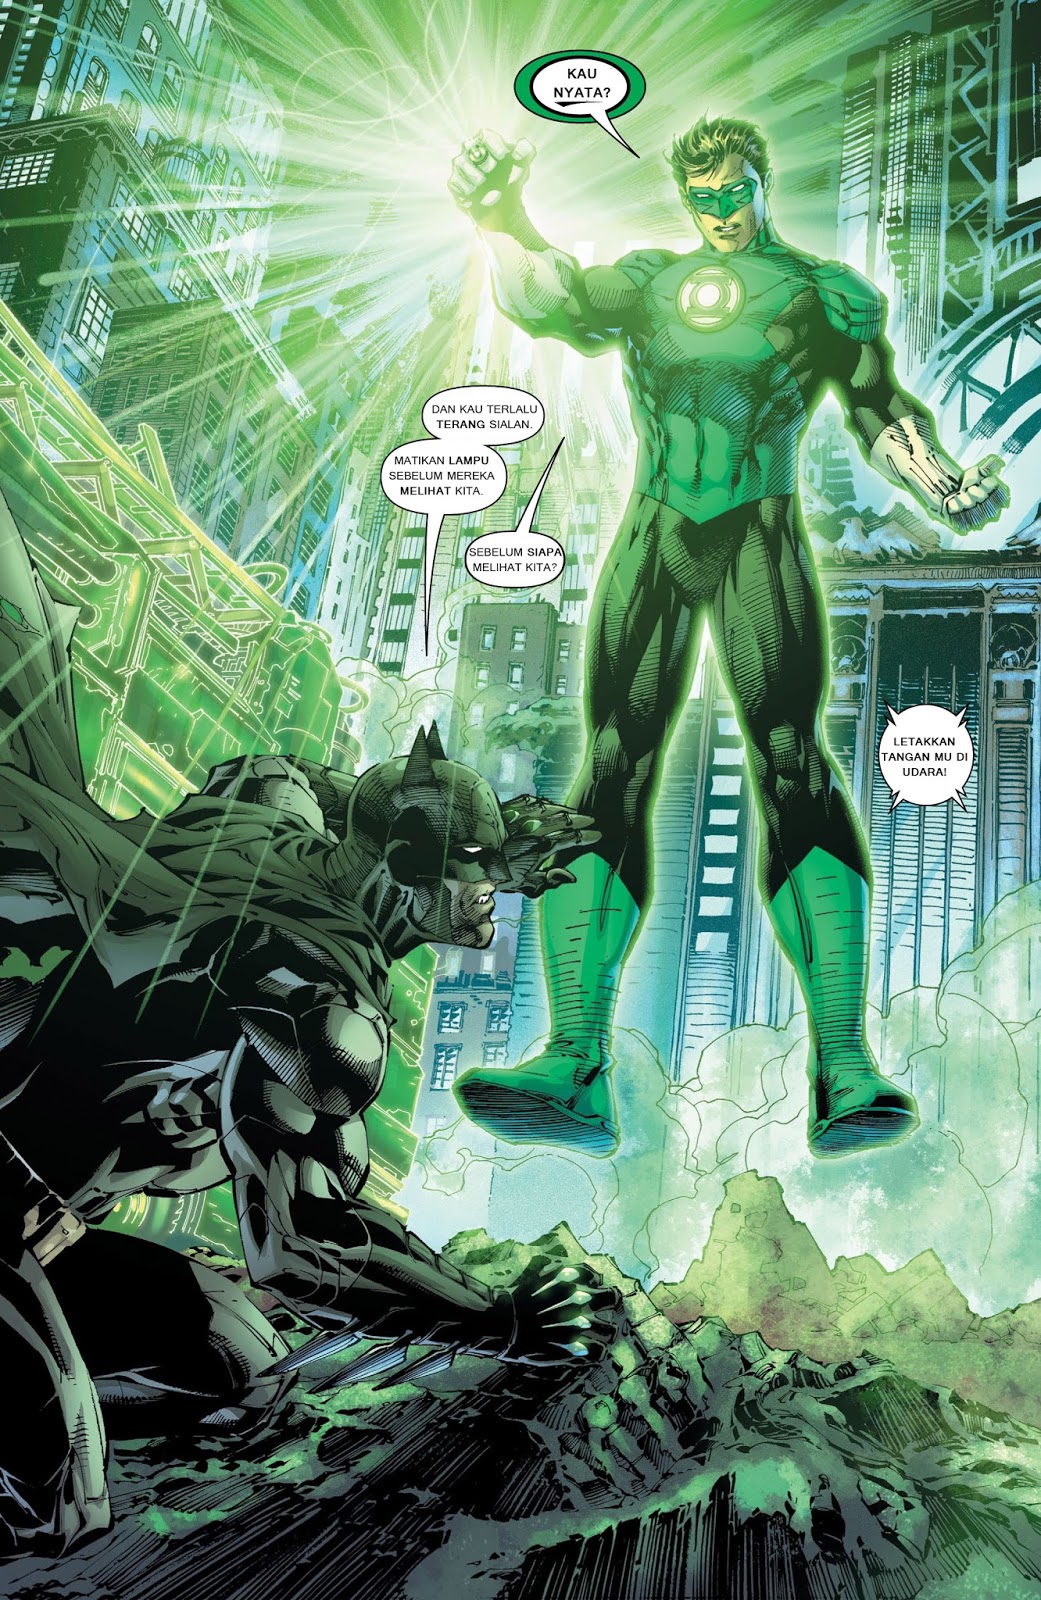 KAU
NYATA?
DAN KAU TERLALU
TERANG SIALAN.
MATIKAN LAMPU
SEBELUM MEREKA
MELIHAT KITA.
SEBELUM SIAPA
MELIHAT KITA?
LETAKKAN
TANGAN MU DI
UDARA!